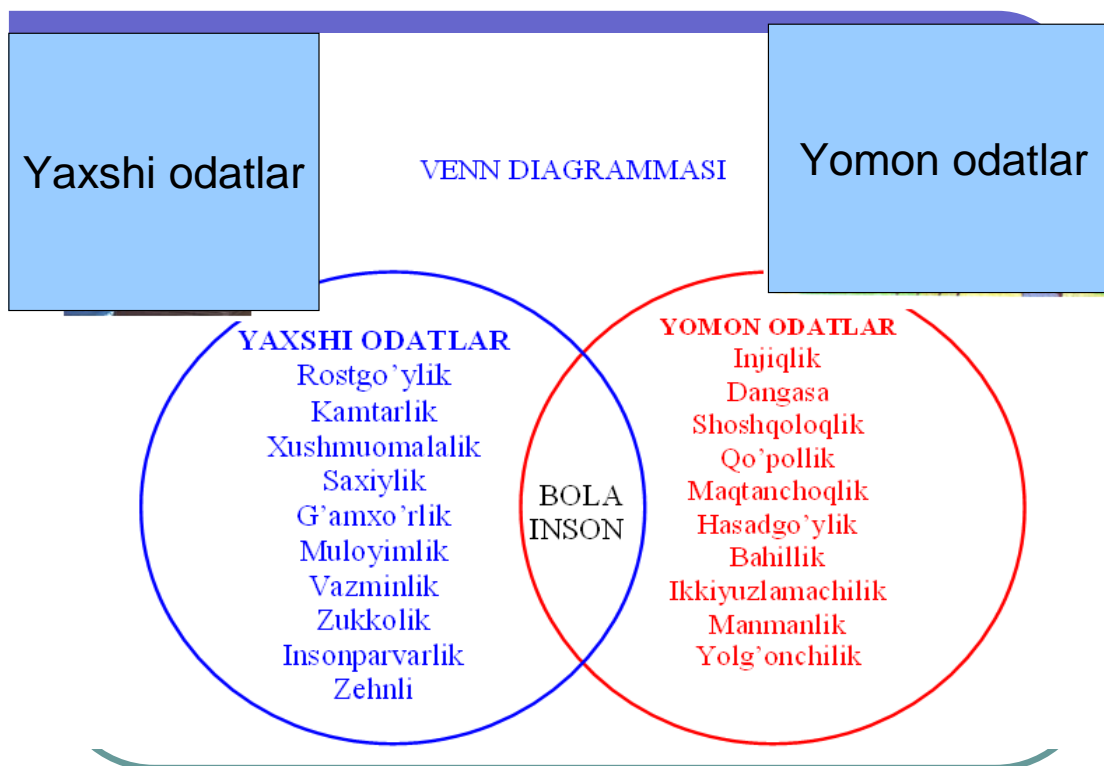 Yaxshi odatlar
Yomon odatlar
VENN DIAGRAMMASI
YAXSHI ODATLAR
Rostgo’ylik
Kamtarlik
Xushmuomalalik
Saxiylik
G’amxo’rlik
Muloyimlik
Vazminlik
Zukkolik
Insonparvarlik
Zehnli
BOLA
INSON
YOMON ODATLAR
Injiqlik
Dangasa
Shoshqoloqlik
Qo’pollik
Maqtanchoqlik
Hasadgo’ylik
Bahillik
Ikkiyuzlamachilik
Manmanlik
Yolg’onchilik